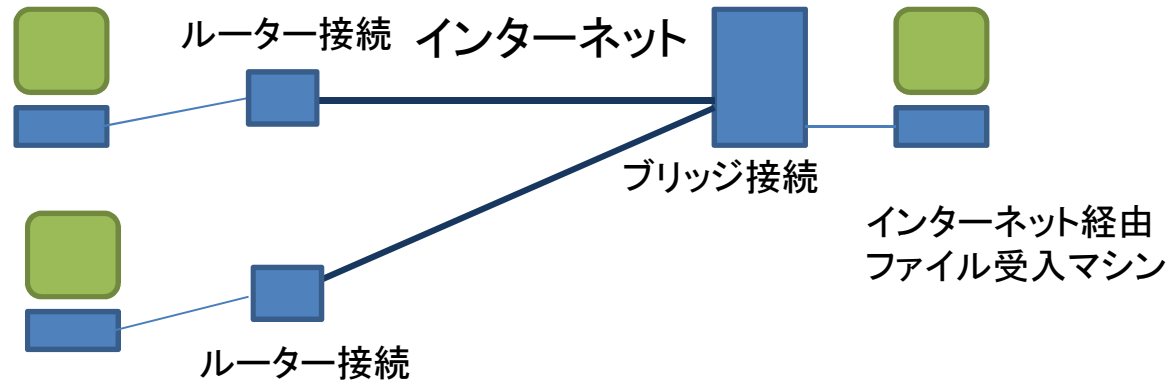 ルーター接続
インターネット
ブリッジ接続
インターネット経由
ファイル受入マシン
ルーター接続